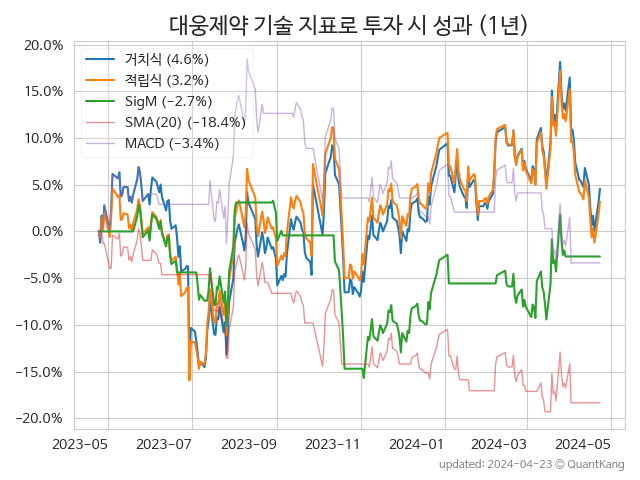 대웅제약 기술 지표로 투자 시 성과 (1년)
20.0%
15.0%
10.0%
5.0%
0.0%
−5.0%
−10.0%
−15.0%
−20.0%
거치식 (4.6%)
적립식 (3.2%)
SigM (−2.7%)
SMA(20) (−18.4%)
MACD (−3.4%)
2023-05 2023-07 2023-09 2023-11 2024-01 2024-03 2024-05
updated: 2024-04-23 © QuantKang